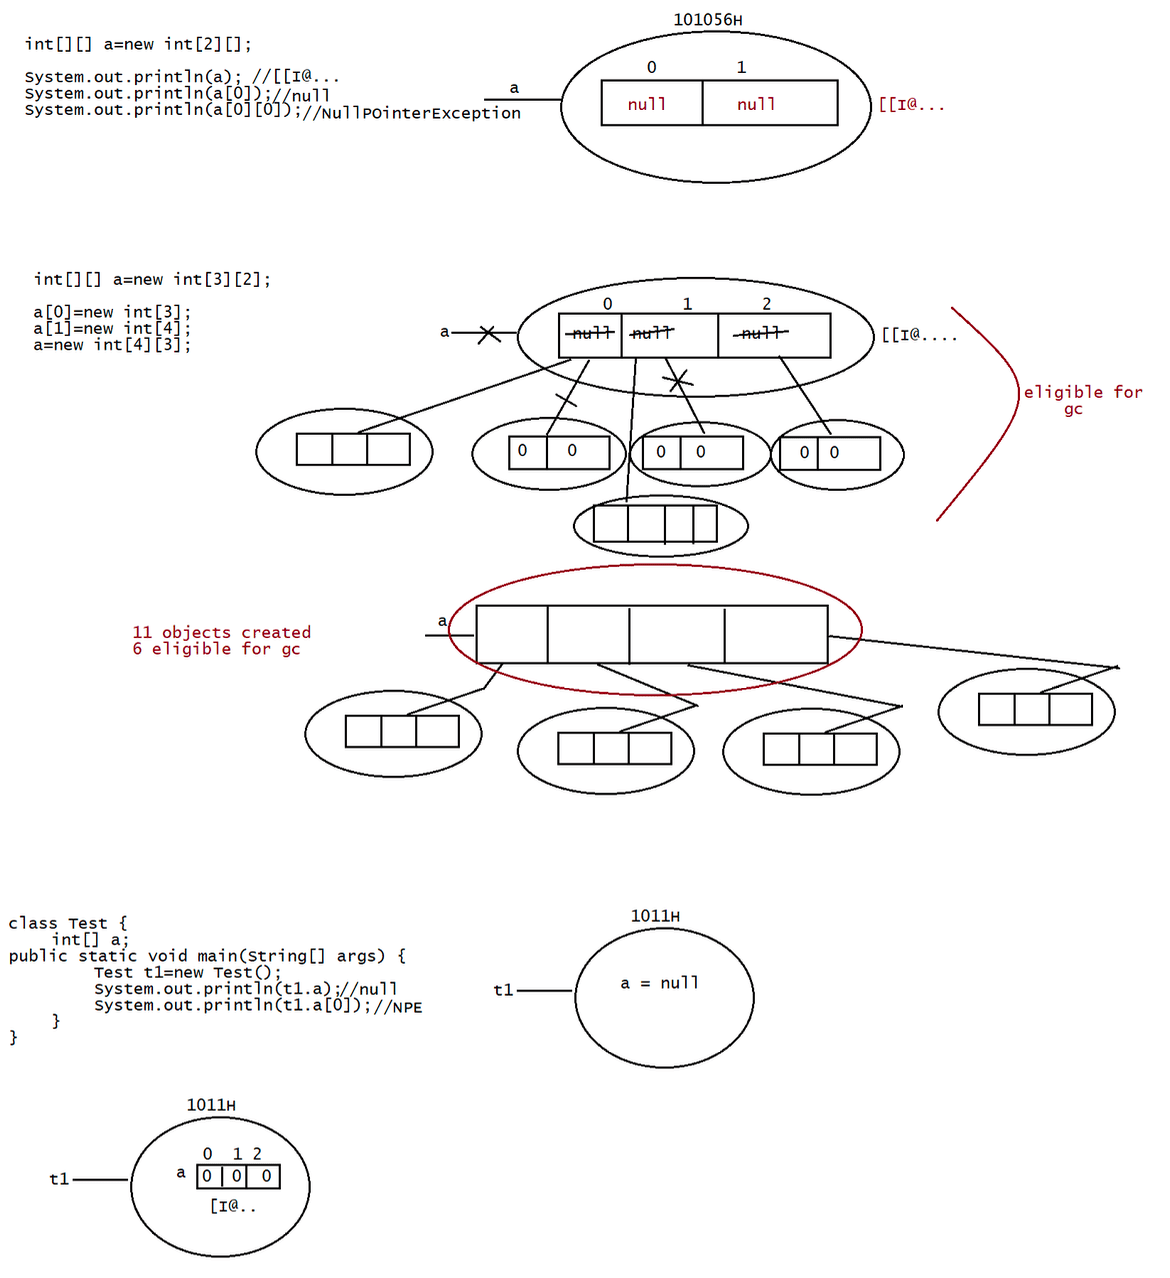 101056H
int[][] a=new int[2][];
0 1
System.out.println(a); //[[I@...
System.out.println(a[0]);//null
System.out.println(a[0][0]);//NullPOinterException
a
null null
[[I@...
int[][] a=new int[3][2];
a[0]=new int[3];
a[1]=new int[4];
a=new int[4][3];
0 1 2
a
null null null
[[I@....
eligible for
gc
0 0
0 0
0 0
11 objects created
6 eligible for gc
a
class Test {
int[] a;
public static void main(String[] args) {
Test t1=new Test();
System.out.println(t1.a);//null
System.out.println(t1.a[0]);//NPE
}
}
1011H
t1
a = null
1011H
0 1 2
t1
a 0 0 0
[I@..